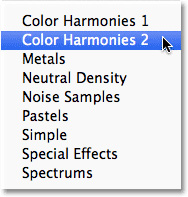 Color Harmonies 1
Color Harmonies 2
Metals
Neutral Density
Noise Samples
Pastels
Simple
Special Effects
Spectrums